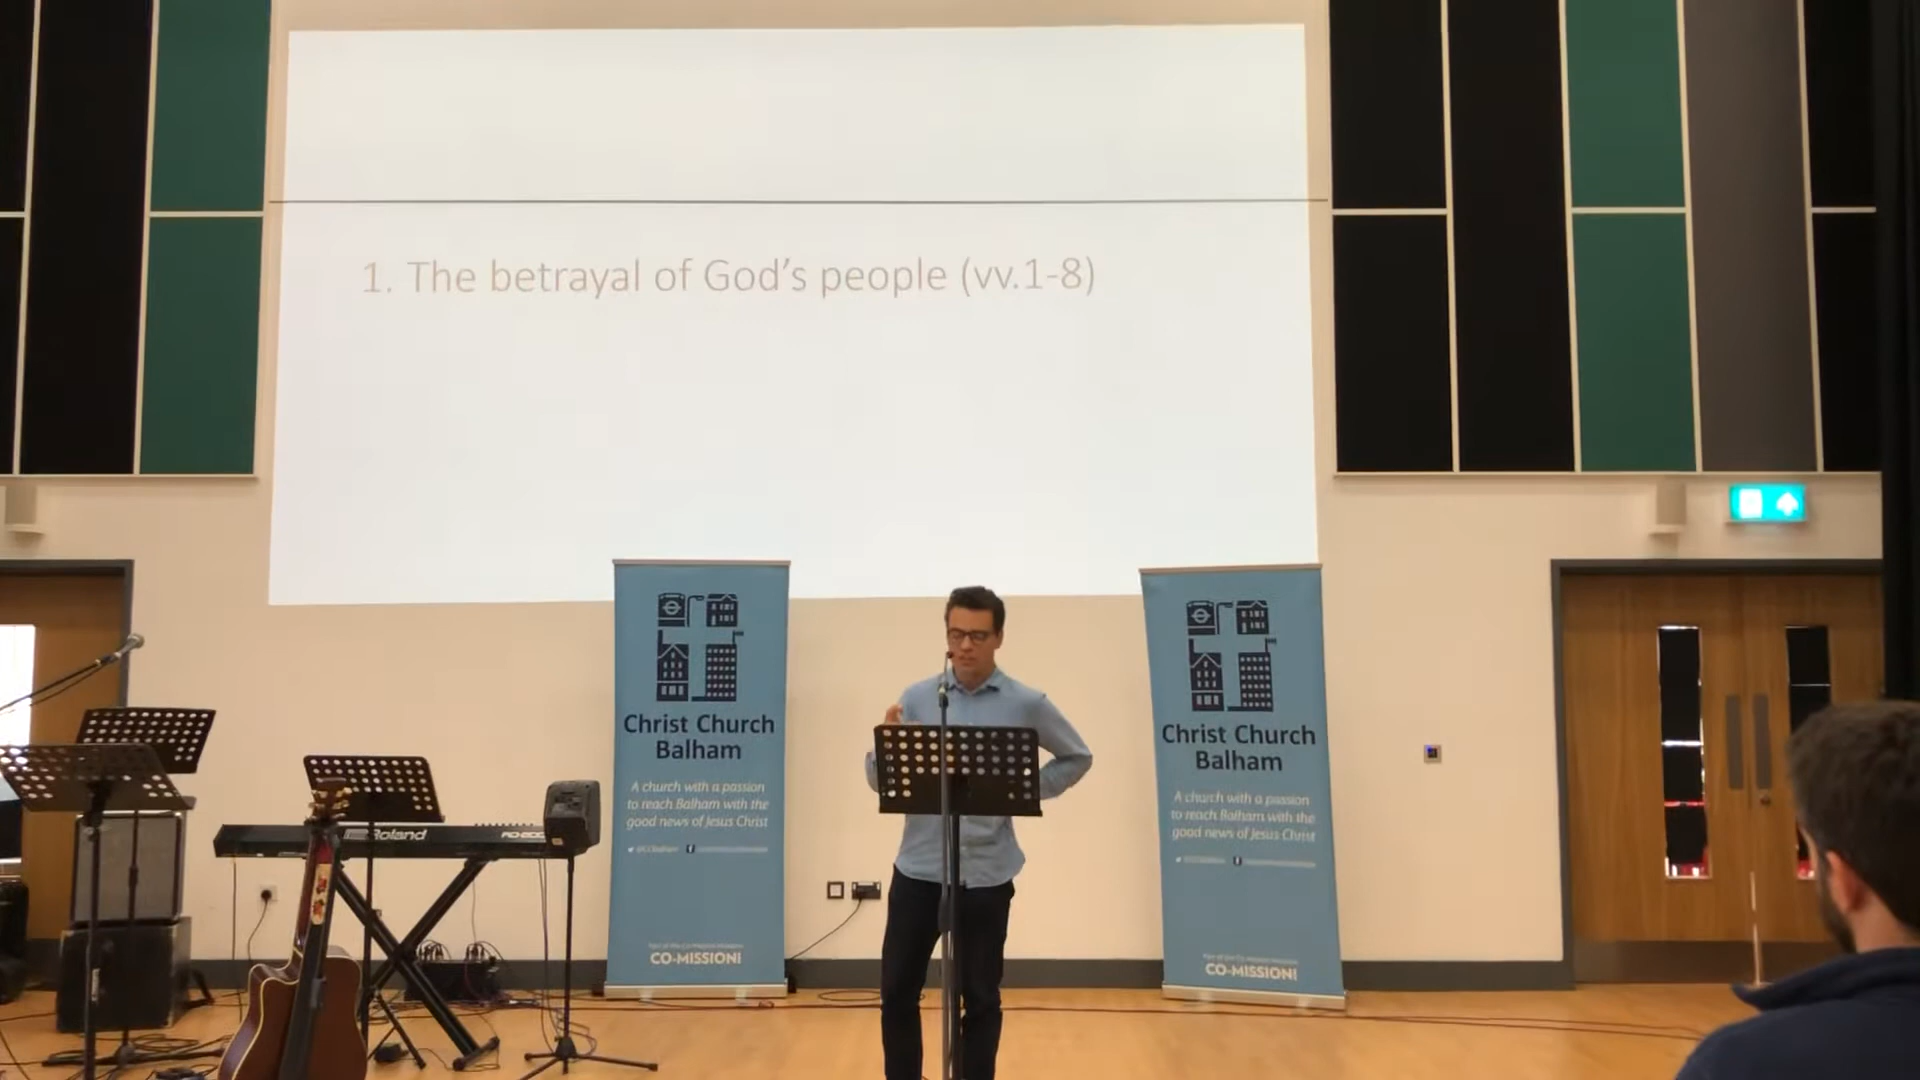 1. The betrayal of God's people (vv.1-8)
Christ Church
Balham
A church with a passion
to reach Balham with the
good news of Jesus Christ
CO-MISSION!
Christ Church
Balham
A church with a passion
to reach Balham with the
good news of Jesus Christ
CO-MISSION!
Roland